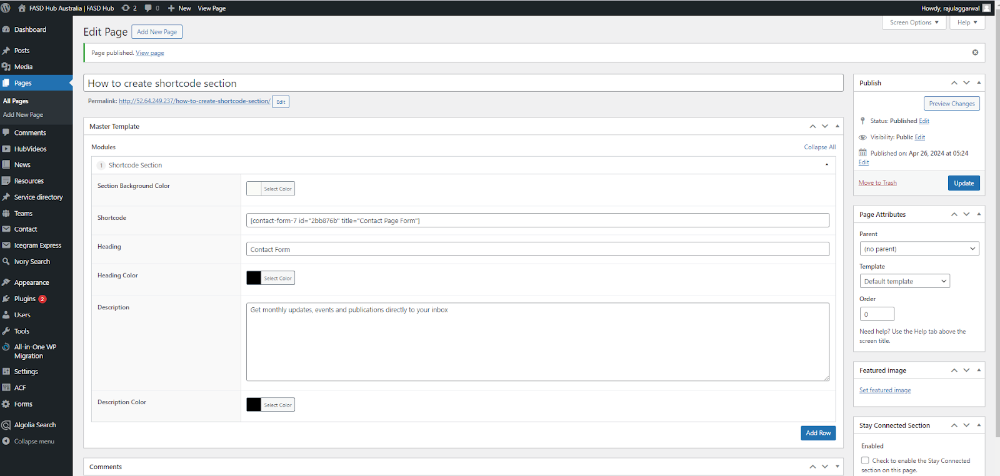 FASD Hub Australia | FASD Hub 2 0 New View Page Howdy, rajulaggarwal
Dashboard
Posts
Media
Pages
All Pages
Add New Page
Comments
HubVideos
News
Resources
Service directory
Teams
Contact
Icegram Express
Ivory Search
Appearance
Plugins 2
Users
Tools
All-in-One WP
Migration
Settings
ACF
Forms
Algolia Search
Collapse menu
Screen Options Help
Edit Page Add New Page
Page published. View page
How to create shortcode section
Permalink: http://52.64.249.237/how-to-create-shortcode-section/ Edit
Master Template
Modules Collapse All
1 Shortcode Section
Section Background Color Select Color
Shortcode [contact-form-7 id="2bb876b" title="Contact Page Form"]
Heading Contact Form
Heading Color Select Color
Description Get monthly updates, events and publications directly to your inbox
Description Color Select Color
Add Row
Comments
Publish
Preview Changes
Status: Published Edit
Visibility: Public Edit
Published on: Apr 26, 2024 at 05:24
Edit
Move to Trash Update
Page Attributes
Parent
(no parent)
Template
Default template
Order
0
Need help? Use the Help tab above the
screen title.
Featured image
Set featured image
Stay Connected Section
Enabled
Check to enable the Stay Connected
section on this page.